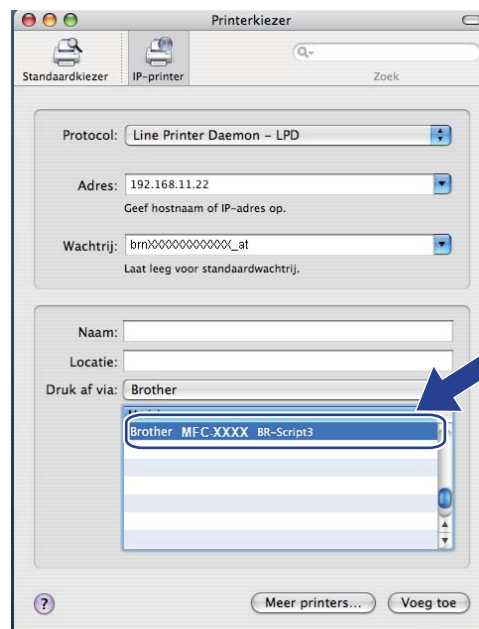 Printerkiezer
Standaardkiezer
IP-printer
Zoek
Protocol: Line Printer Daemon – LPD
Adres: 192.168.11.22
Geef hostnaam of IP-adres op.
Wachtrij: brnXXXXXXXXXXXX_at
Laat leeg voor standaardwachtrij.
Naam:
Locatie:
Druk af via: Brother
Brother MFC-XXXX BR-Script3
?
Meer printers...
Voeg toe